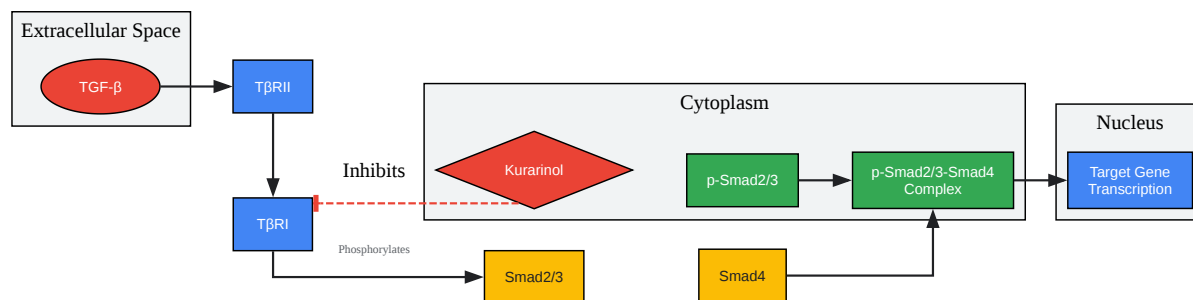 Extracellular Space
TGF-β
TβRII
Cytoplasm
Nucleus
Inhibits
Kurarinol
p-Smad2/3
p-Smad2/3-Smad4
Complex
Target Gene
Transcription
TβRI
Phosphorylates
Smad2/3
Smad4